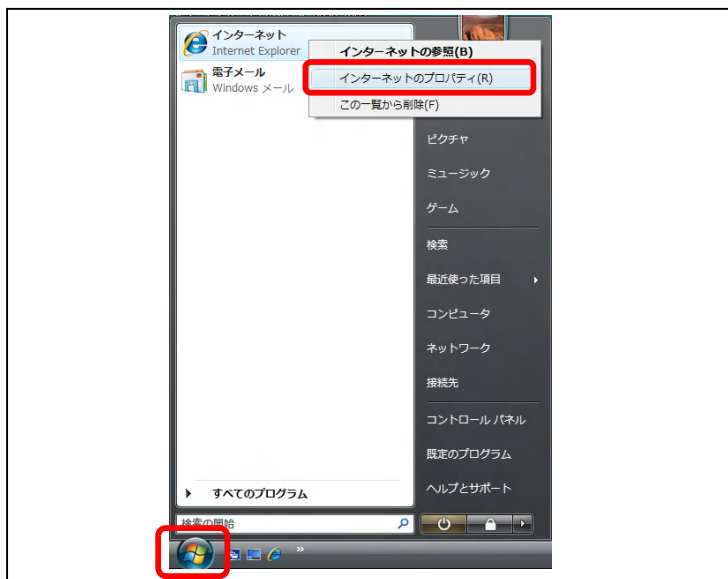 インターネット
Internet Explorer
電子メール
Windows メール
インターネットの参照(B)
インターネットのプロパティ(R)
この一覧から削除(F)
ピクチャ
ミュージック
ゲーム
検索
最近使った項目
コンピュータ
ネットワーク
接続先
コントロール パネル
既定のプログラム
ヘルプとサポート
すべてのプログラム
検索の開始